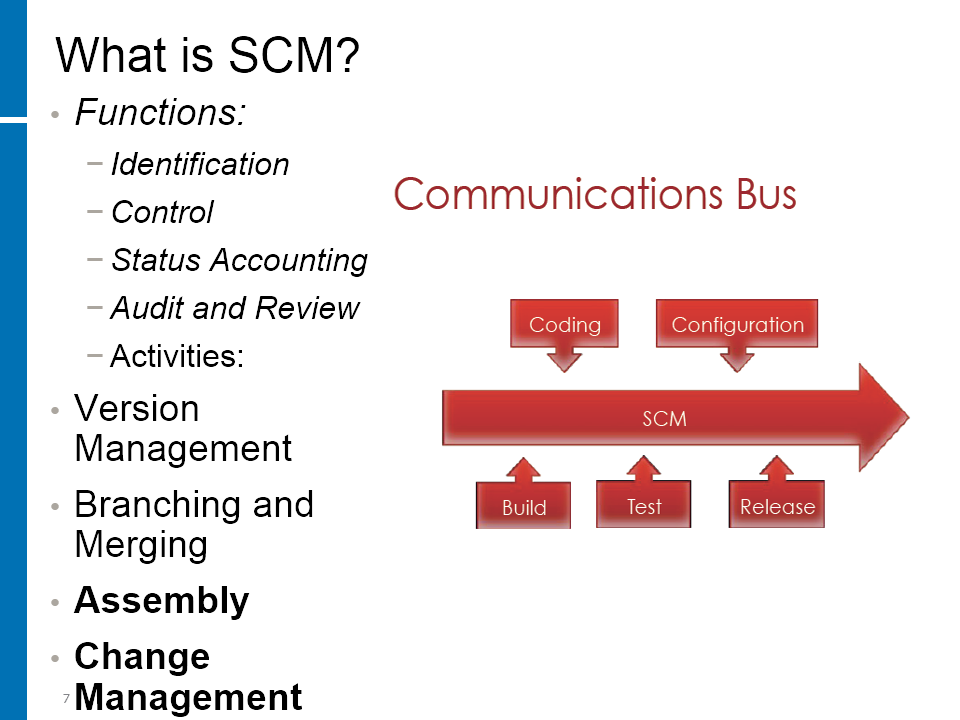 What is SCM?
• Functions:
− Identification
− Control
− Status Accounting
− Audit and Review
− Activities:
• Version
Management
• Branching and
Merging
• Assembly
• Change
Management
Communications Bus
Coding
Configuration
SCM
Build
Test
Release
7